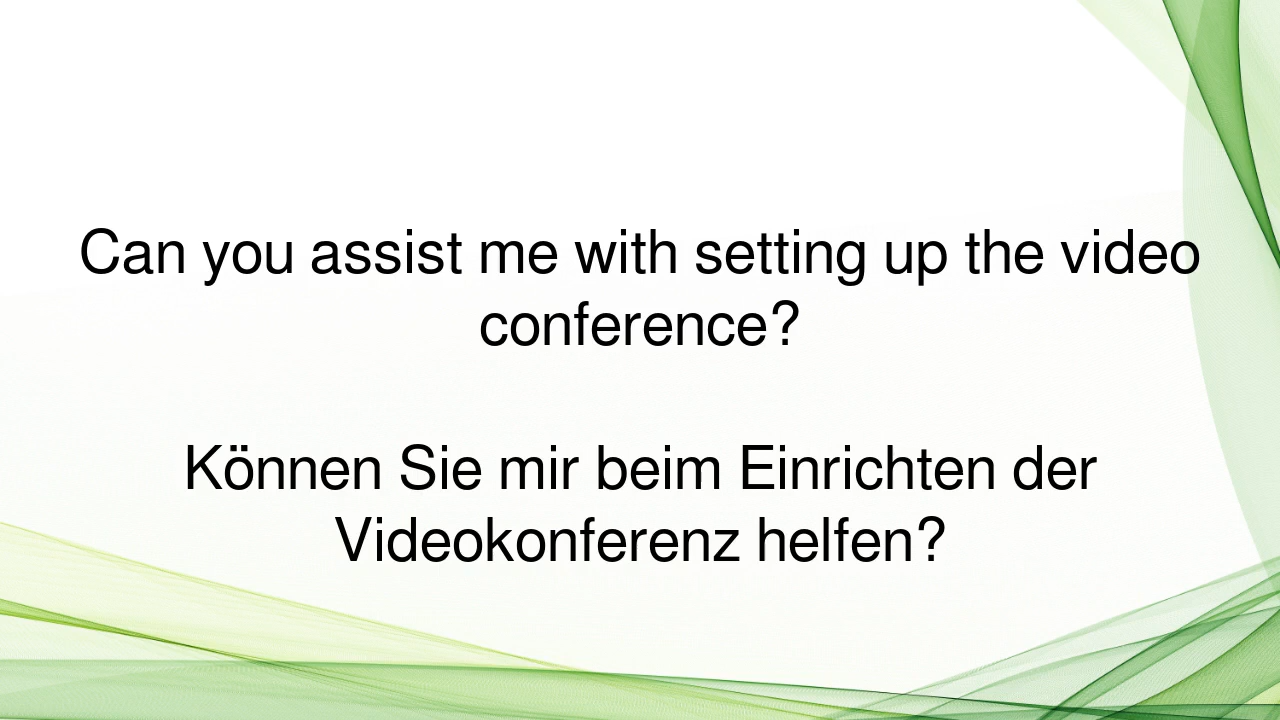 Can you assist me with setting up the video
conference?
Können Sie mir beim Einrichten der
Videokonferenz helfen?